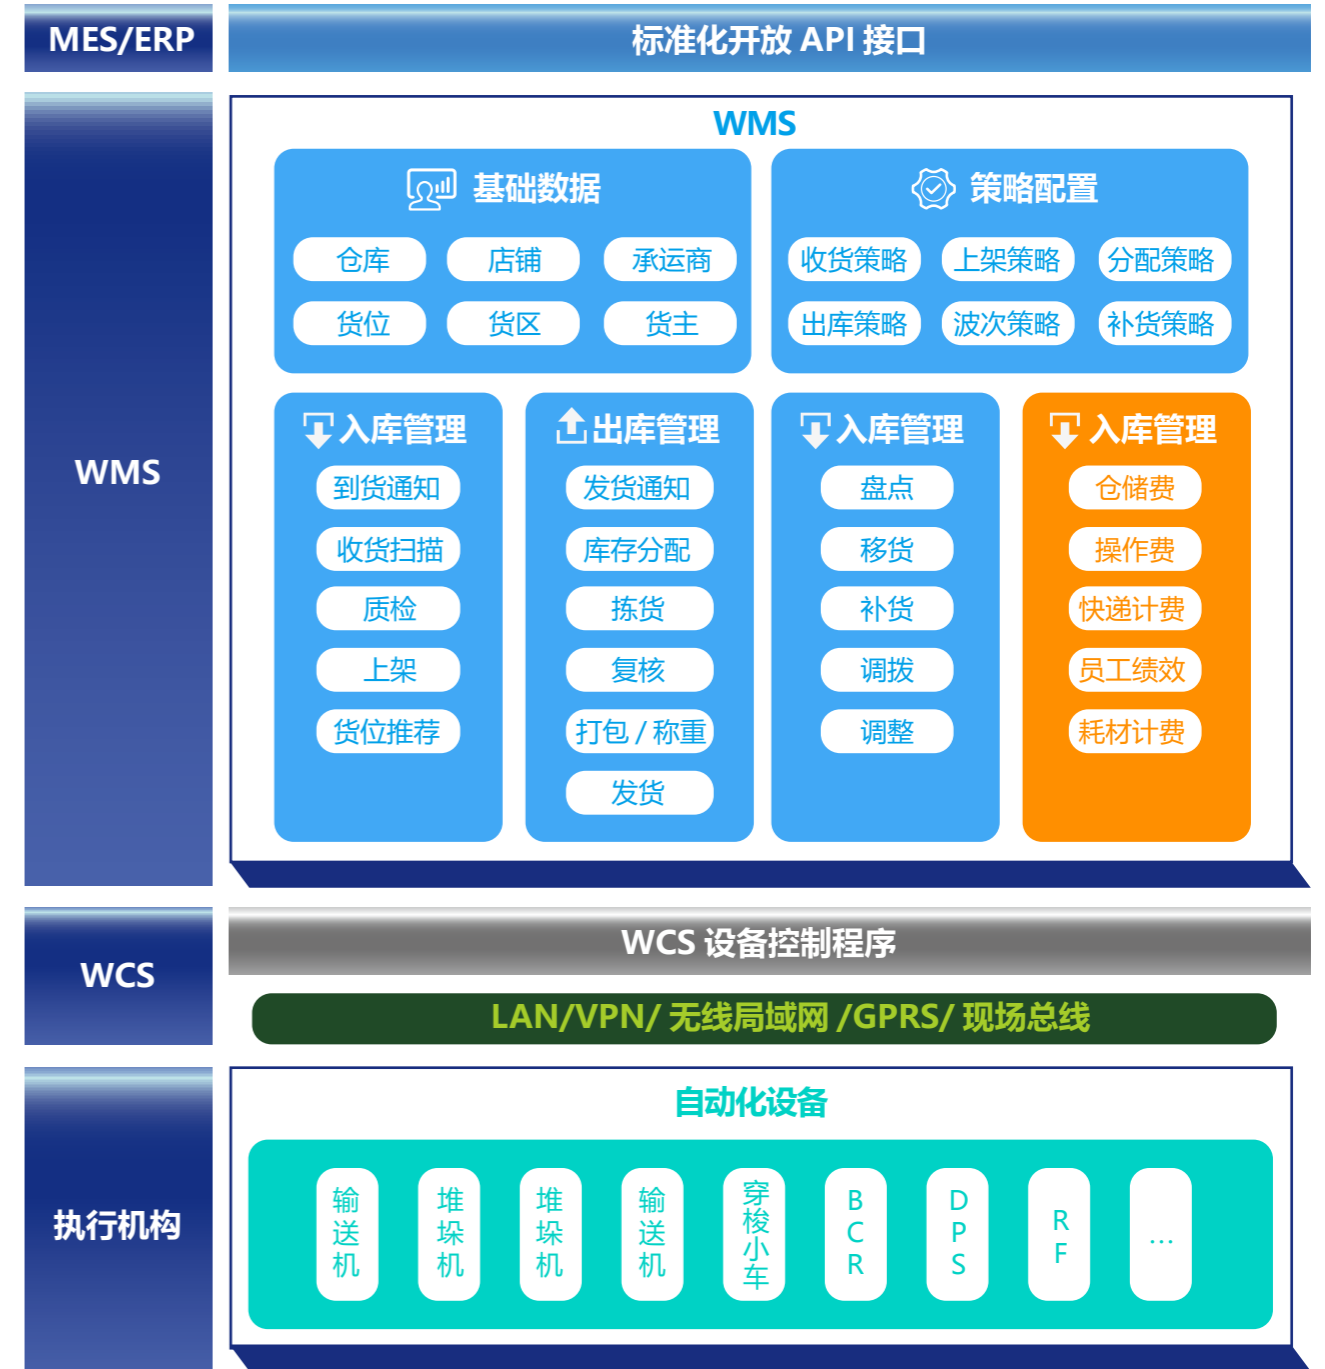 MES/ERP
标准化开放 API 接口
WMS
WMS
基础数据
策略配置
仓库
店铺
承运商
货位
货区
货主
收货策略
上架策略
分配策略
出库策略
波次策略
补货策略
入库管理
到货通知
收货扫描
质检
上架
货位推荐
出库管理
发货通知
库存分配
拣货
复核
打包 / 称重
发货
入库管理
盘点
移货
补货
调拨
调整
入库管理
仓储费
操作费
快递计费
员工绩效
耗材计费
WCS
WCS 设备控制程序
LAN/VPN/ 无线局域网 /GPRS/ 现场总线
执行机构
自动化设备
输送机
堆垛机
堆垛机
输送机
穿梭小车
BCR
DPS
RF
...